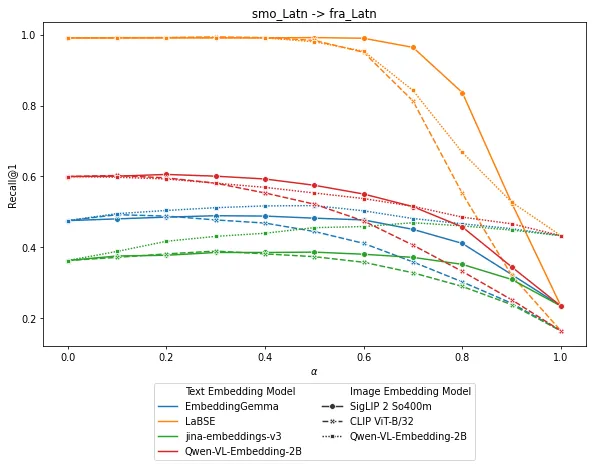 smo_Latn -> fra_Latn
Recall@1
1.0
0.8
0.6
0.4
0.2
0.0 0.2 0.4 0.6 0.8 1.0
α
Text Embedding Model Image Embedding Model
EmbeddingGemma SigLIP 2 So400m
LaBSE CLIP ViT-B/32
jina-embeddings-v3 Qwen-VL-Embedding-2B
Qwen-VL-Embedding-2B